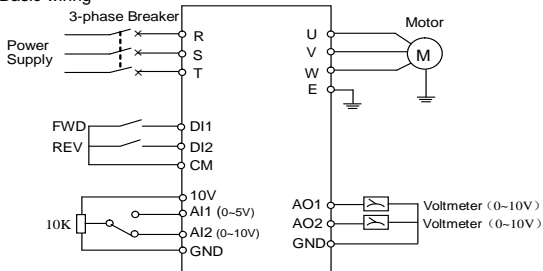 Basic wiring
3-phase Breaker
Power
Supply
R
S
T
U
V
W
E
Motor
M
FWD
REV
DI1
DI2
CM
10K
10V
AI1 (0~5V)
AI2 (0~10V)
GND
AO1
AO2
GND
Voltmeter（0~10V）
Voltmeter（0~10V）